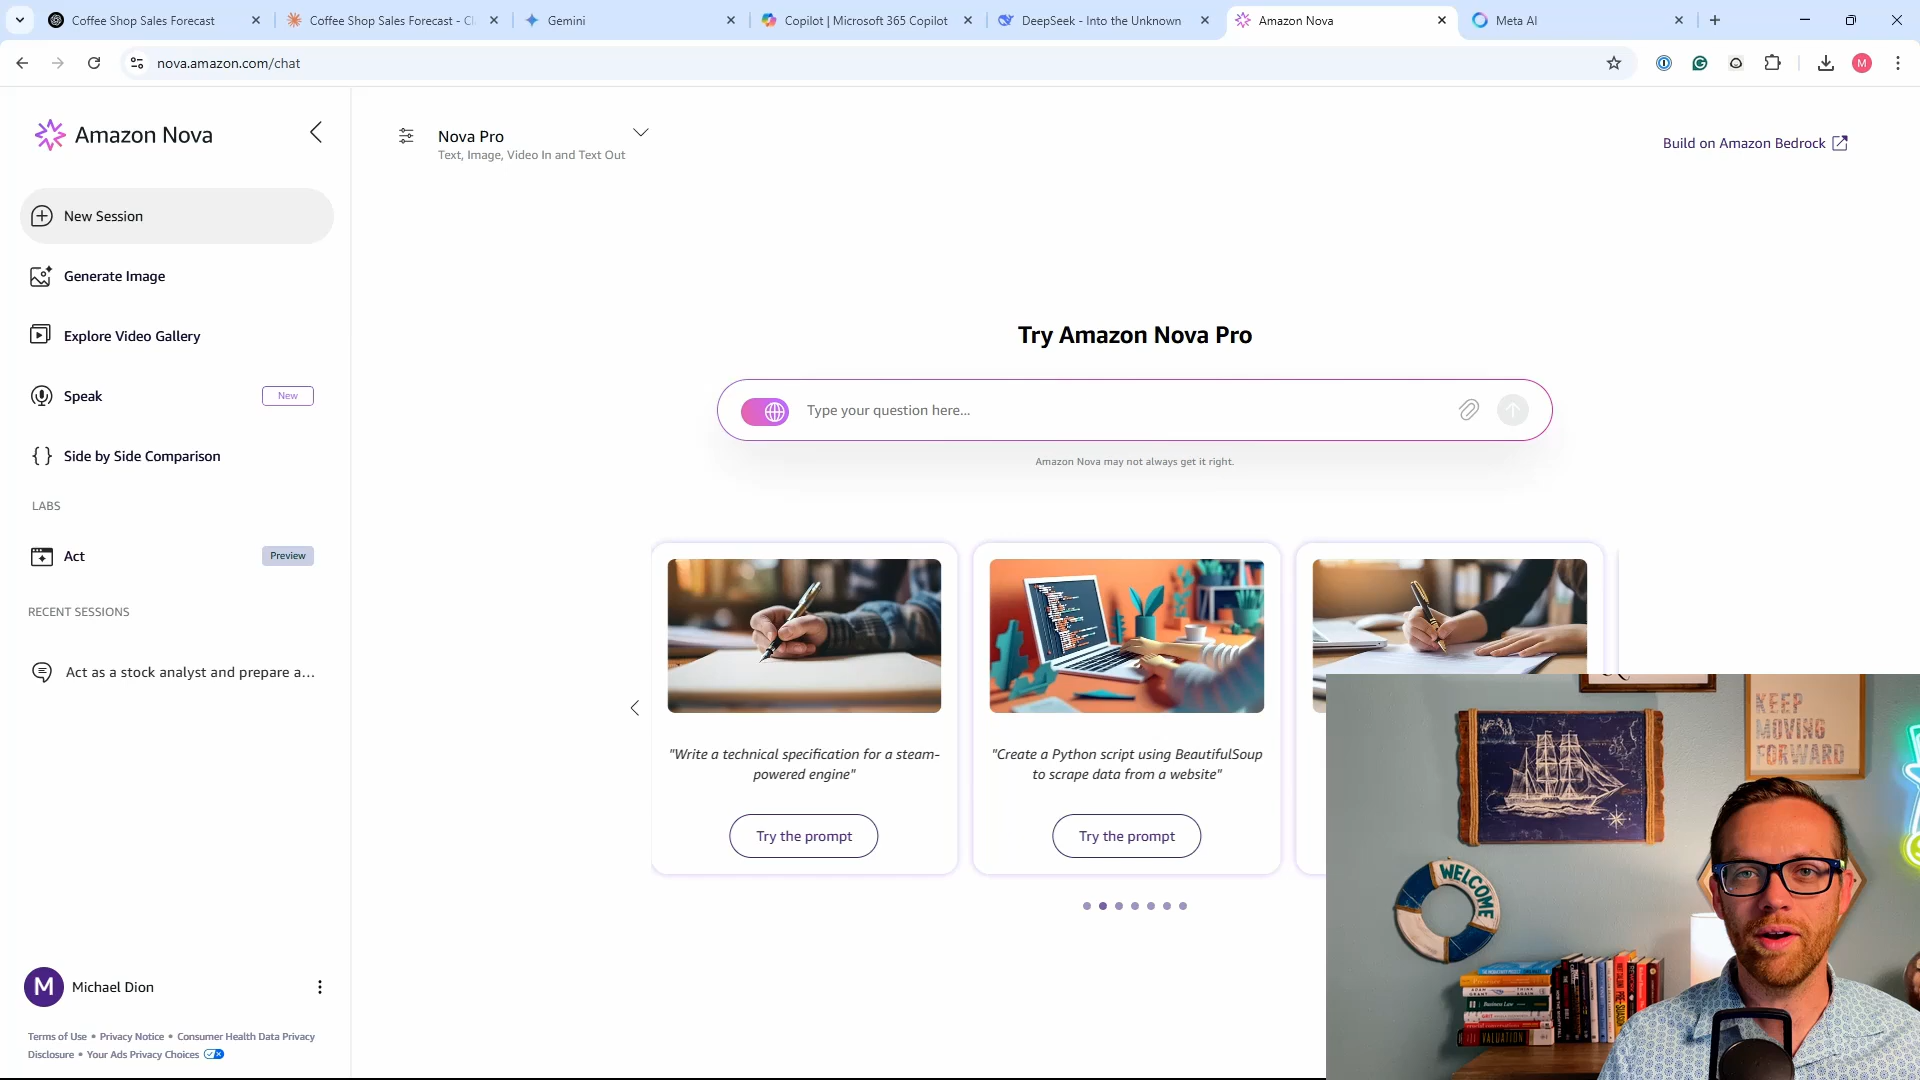 Coffee Shop Sales Forecast
Coffee Shop Sales Forecast - Cl
Gemini
Copilot | Microsoft 365 Copilot
DeepSeek - Into the Unknown
Amazon Nova
Meta AI
nova.amazon.com/chat
M
Amazon Nova
Nova Pro
Text, Image, Video In and Text Out
Build on Amazon Bedrock
New Session
Generate Image
Explore Video Gallery
Speak
New
Side by Side Comparison
LABS
Act
Preview
RECENT SESSIONS
Act as a stock analyst and prepare a...
Try Amazon Nova Pro
Type your question here...
Amazon Nova may not always get it right.
"Write a technical specification for a steam-
powered engine"
Try the prompt
"Create a Python script using BeautifulSoup
to scrape data from a website"
Try the prompt
KEEP
MOVING
FORWARD
WELCOME
M
Michael Dion
Terms of Use • Privacy Notice • Consumer Health Data Privacy
Disclosure • Your Ads Privacy Choices